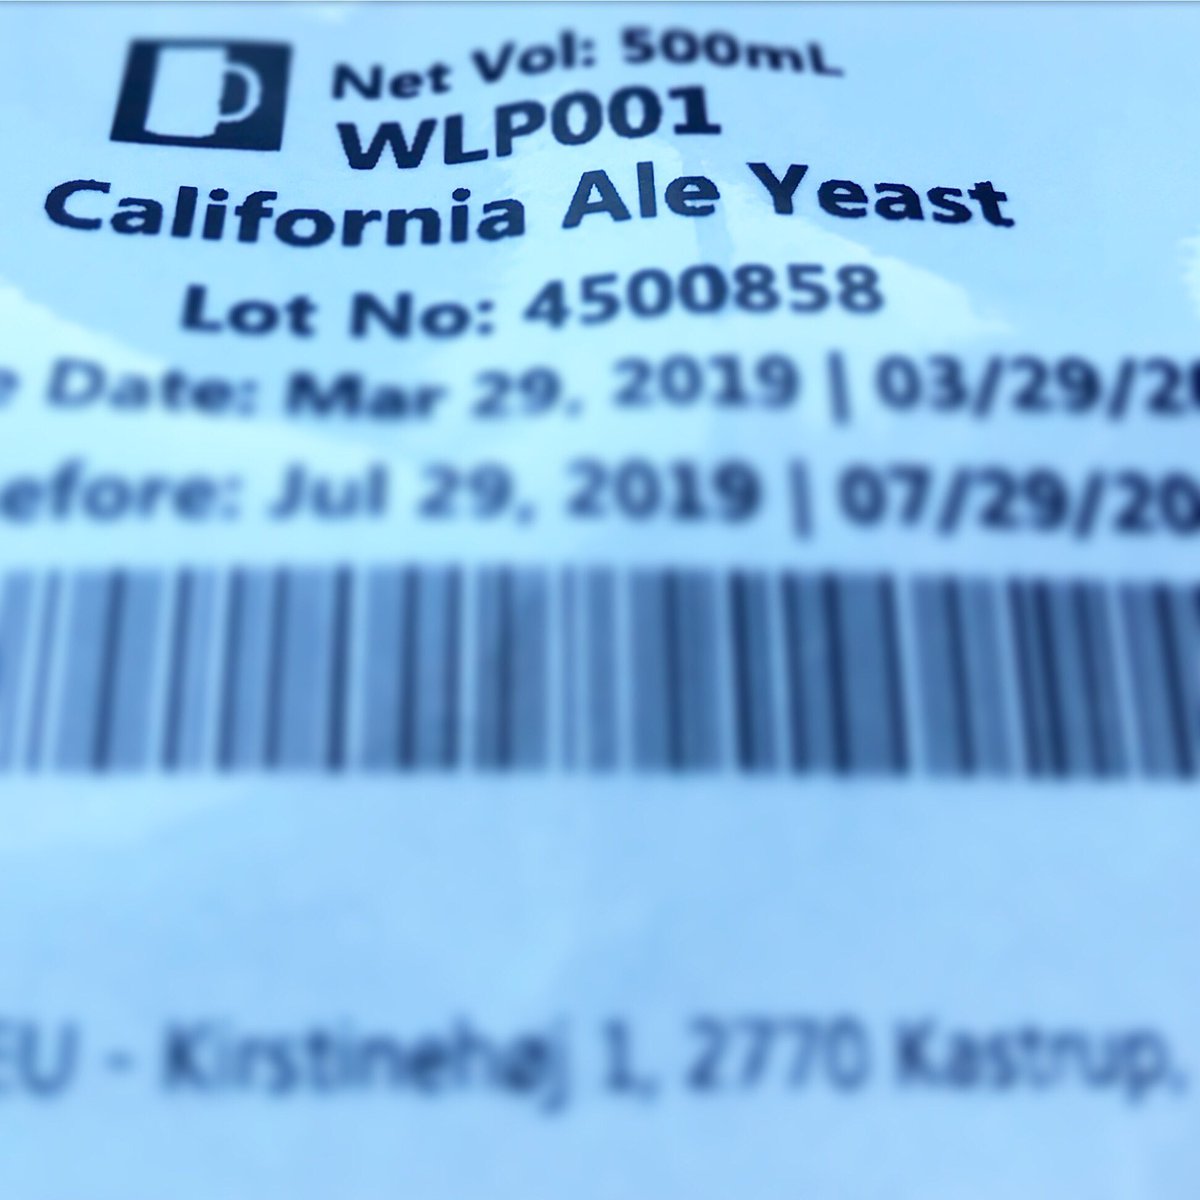 Net Vol: 500mL
WLP001
California Ale Yeast
Lot No: 4500858
e Date: Mar 29, 2019 | 03/29/20
efore: Jul 29, 2019 | 07/29/20
EU - Kirstinehøj 1, 2770 Kastrup,